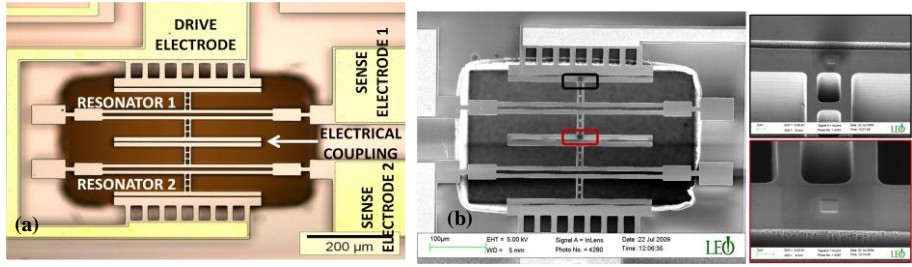 DRIVE
ELECTRODE
SENSE
ELECTRODE 1
RESONATOR 1
ELECTRICAL
COUPLING
RESONATOR 2
SENSE
ELECTRODE 2
(a)
200 µm
(b)
100µm
EHT = 5.00 kV
WD = 5 mm
Signal A = InLens
Photo No. = 4280
Date :22 Jul 2009
Time :12:06:35
LEO
LEO
LEO